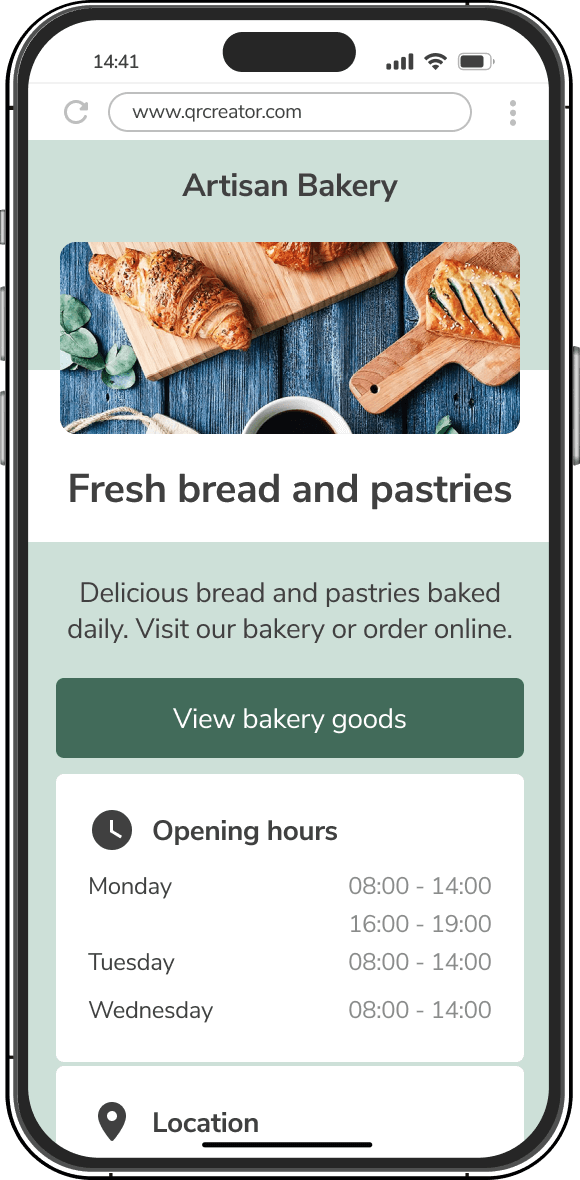 14:41
www.qrcreator.com
Artisan Bakery
Fresh bread and pastries
Delicious bread and pastries baked
daily. Visit our bakery or order online.
View bakery goods
Opening hours
Monday 08:00 - 14:00
16:00 - 19:00
Tuesday 08:00 - 14:00
Wednesday 08:00 - 14:00
Location